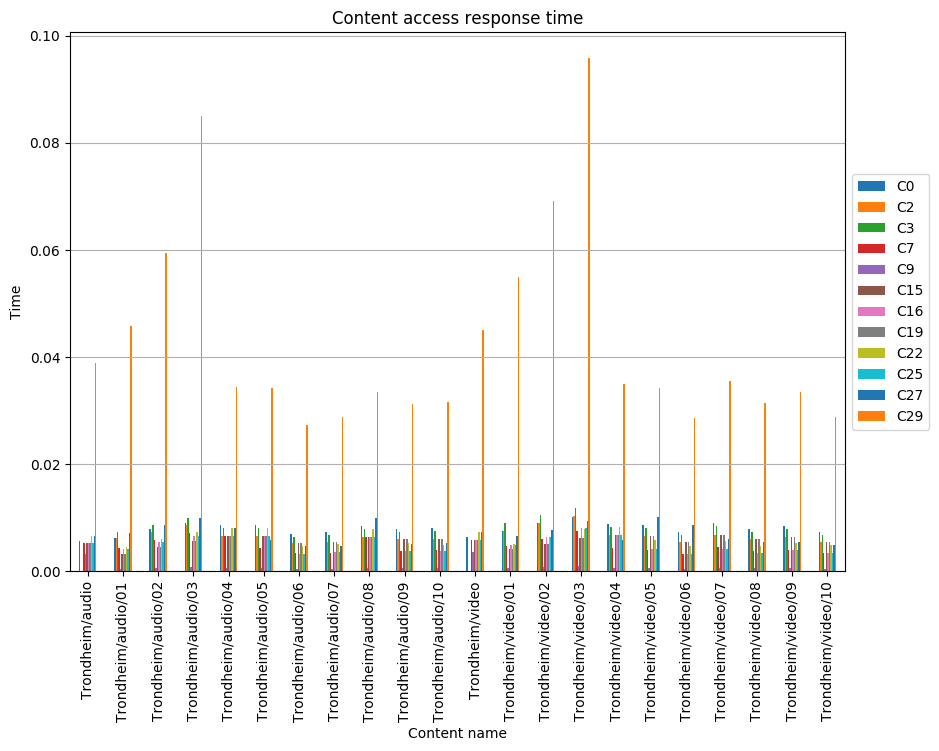 Content access response time
0.10
0.08
0.06
0.04
0.02
0.00
Time
Trondheim/audio
Trondheim/audio/01
Trondheim/audio/02
Trondheim/audio/03
Trondheim/audio/04
Trondheim/audio/05
Trondheim/audio/06
Trondheim/audio/07
Trondheim/audio/08
Trondheim/audio/09
Trondheim/audio/10
Trondheim/video
Trondheim/video/01
Trondheim/video/02
Trondheim/video/03
Trondheim/video/04
Trondheim/video/05
Trondheim/video/06
Trondheim/video/07
Trondheim/video/08
Trondheim/video/09
Trondheim/video/10
Content name
C0
C2
C3
C7
C9
C15
C16
C19
C22
C25
C27
C29